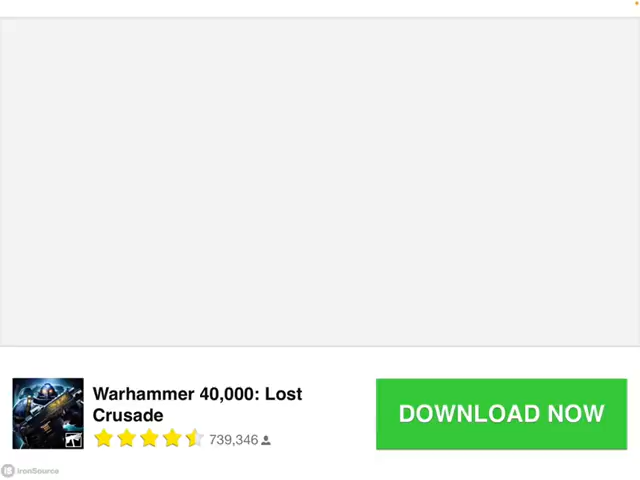 Warhammer 40,000: Lost
Crusade
739,346
DOWNLOAD NOW
ironSource